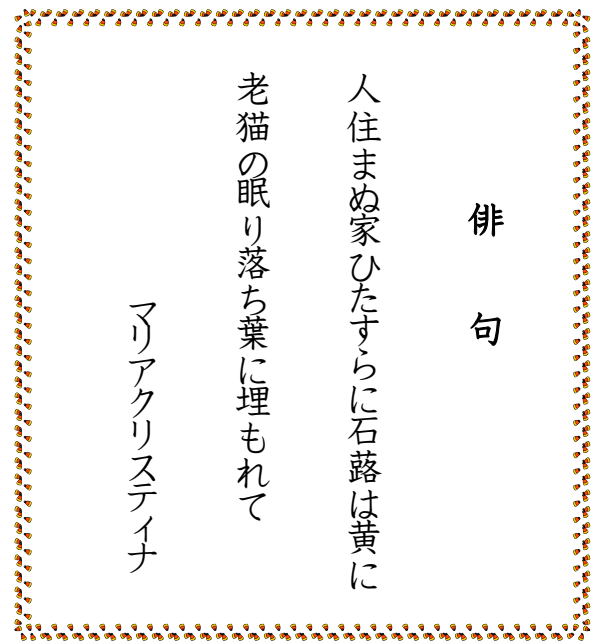 俳句
人住まぬ家ひたすらに石蕗は黄に
老猫の眠り落ち葉に埋もれて
マリアクリスティナ